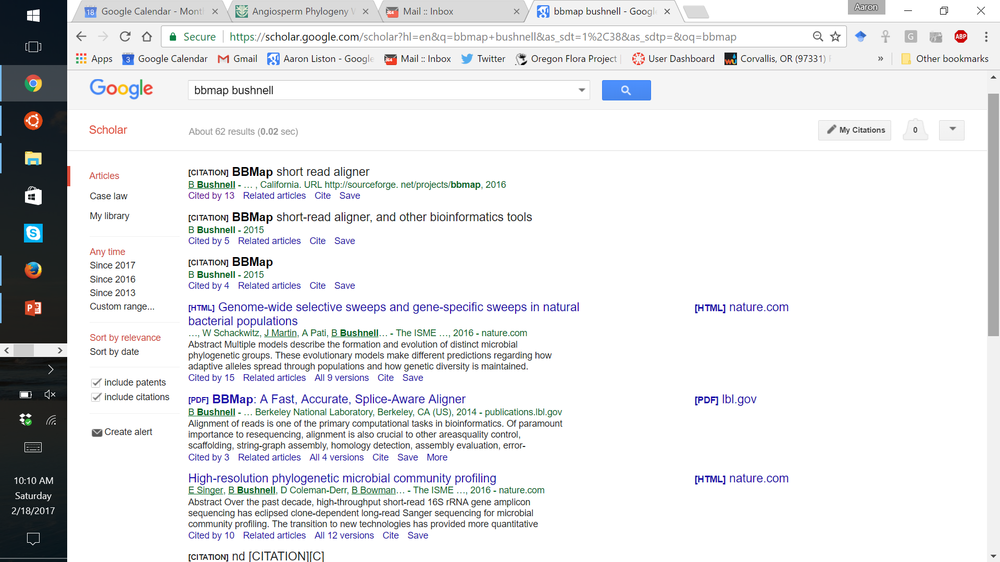 Google Calendar - Mont
Angiosperm Phylogeny W
Mail :: Inbox
bbmap bushnell - Google
Aaron
Secure
https://scholar.google.com/scholar?hl=en&q=bbmap+bushnell&as_sdt=1%2C38&as_sdtp=&oq=bbmap
G
ABP
Apps
3 Google Calendar
Gmail
Aaron Liston - Google
Mail :: Inbox
Twitter
Oregon Flora Project
User Dashboard
Corvallis, OR (97331)
»
Other bookmarks
Google
bbmap bushnell
Scholar
About 62 results (0.02 sec)
My Citations
0
Articles
Case law
My library
Any time
Since 2017
Since 2016
Since 2013
Custom range...
Sort by relevance
Sort by date
include patents
include citations
Create alert
[CITATION] BBMap short read aligner
B Bushnell - … , California. URL http://sourceforge. net/projects/bbmap, 2016
Cited by 13 Related articles Cite Save
[CITATION] BBMap short-read aligner, and other bioinformatics tools
B Bushnell - 2015
Cited by 5 Related articles Cite Save
[CITATION] BBMap
B Bushnell - 2015
Cited by 4 Related articles Cite Save
[HTML] Genome-wide selective sweeps and gene-specific sweeps in natural
bacterial populations
…, W Schackwitz, J Martin, A Pati, B Bushnell… - The ISME …, 2016 - nature.com
Abstract Multiple models describe the formation and evolution of distinct microbial
phylogenetic groups. These evolutionary models make different predictions regarding how
adaptive alleles spread through populations and how genetic diversity is maintained.
Cited by 15 Related articles All 9 versions Cite Save
[HTML] nature.com
[PDF] BBMap: A Fast, Accurate, Splice-Aware Aligner
B Bushnell - … Berkeley National Laboratory, Berkeley, CA (US), 2014 - publications.lbl.gov
Alignment of reads is one of the primary computational tasks in bioinformatics. Of paramount
importance to resequencing, alignment is also crucial to other areasquality control,
scaffolding, string-graph assembly, homology detection, assembly evaluation, error-
Cited by 3 Related articles All 4 versions Cite Save More
[PDF] lbl.gov
High-resolution phylogenetic microbial community profiling
E Singer, B Bushnell, D Coleman-Derr, B Bowman… - The ISME …, 2016 - nature.com
Abstract Over the past decade, high-throughput short-read 16S rRNA gene amplicon
sequencing has eclipsed clone-dependent long-read Sanger sequencing for microbial
community profiling. The transition to new technologies has provided more quantitative
Cited by 10 Related articles All 12 versions Cite Save
[HTML] nature.com
[CITATION] nd [CITATION][C]
10:10 AM
Saturday
2/18/2017